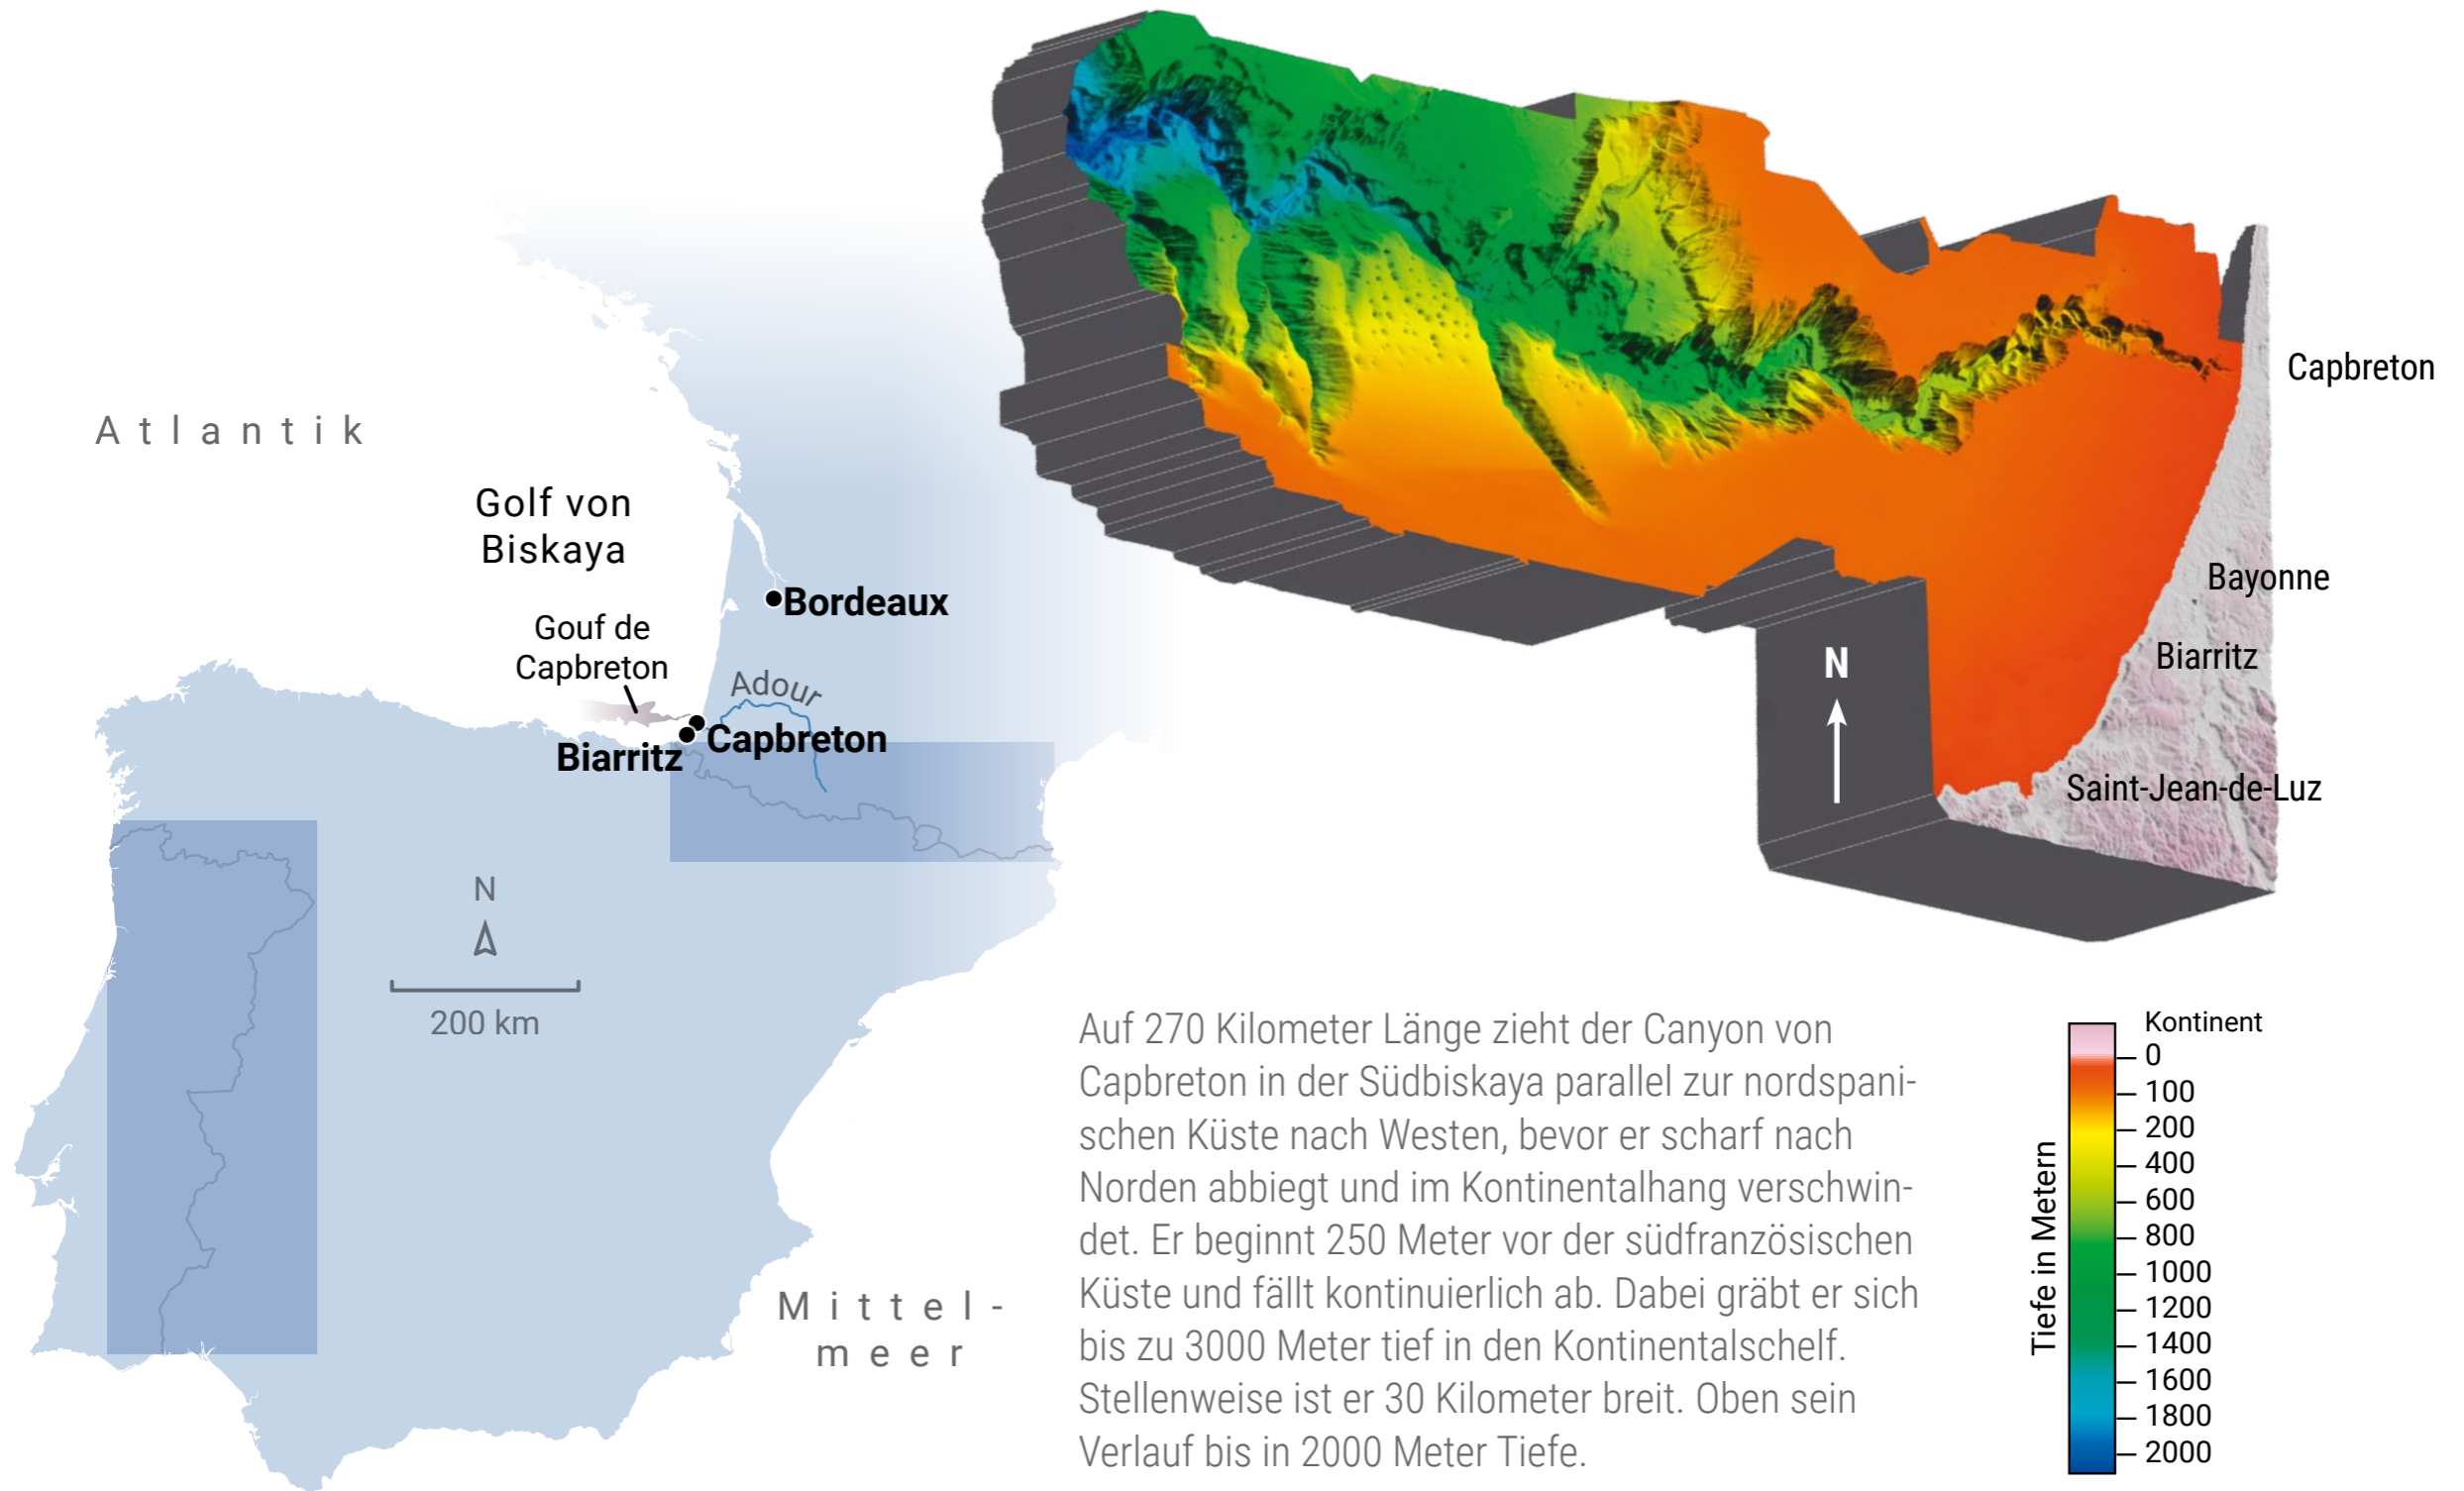 Atlantik
Golf von
Biskaya
Bordeaux
Gouf de
Capbreton
Adour
Capbreton
Biarritz
N
200 km
Mittel-
meer
Capbreton
Bayonne
Biarritz
Saint-Jean-de-Luz
N
Auf 270 Kilometer Länge zieht der Canyon von
Capbreton in der Südbiskaya parallel zur nordspani-
schen Küste nach Westen, bevor er scharf nach
Norden abbiegt und im Kontinentalhang verschwin-
det. Er beginnt 250 Meter vor der südfranzösischen
Küste und fällt kontinuierlich ab. Dabei gräbt er sich
bis zu 3000 Meter tief in den Kontinentalschelf.
Stellenweise ist er 30 Kilometer breit. Oben sein
Verlauf bis in 2000 Meter Tiefe.
Tiefe in Metern
Kontinent
0
100
200
400
600
800
1000
1200
1400
1600
1800
2000